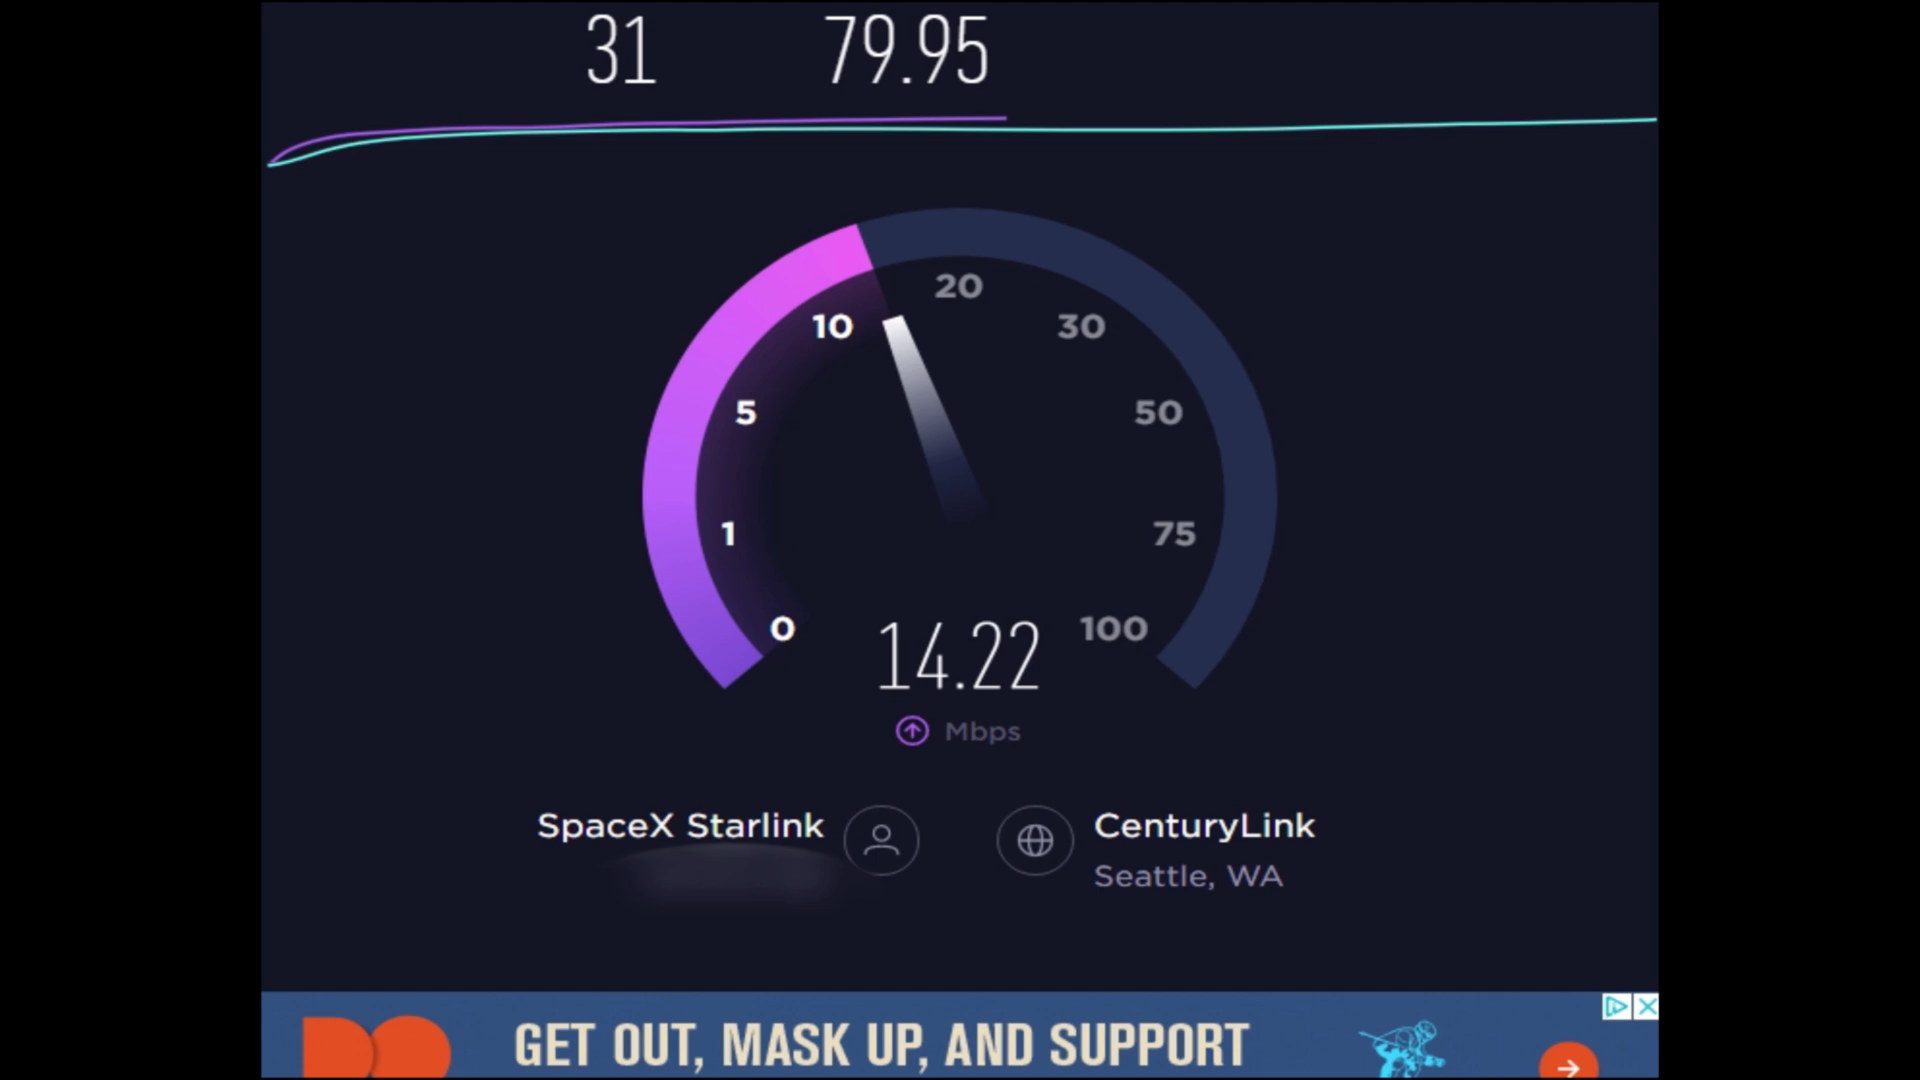 31 79.95
20
10 30
5 50
1 75
0 100
14.22
Mbps
SpaceX Starlink
CenturyLink
Seattle, WA
GET OUT, MASK UP, AND SUPPORT